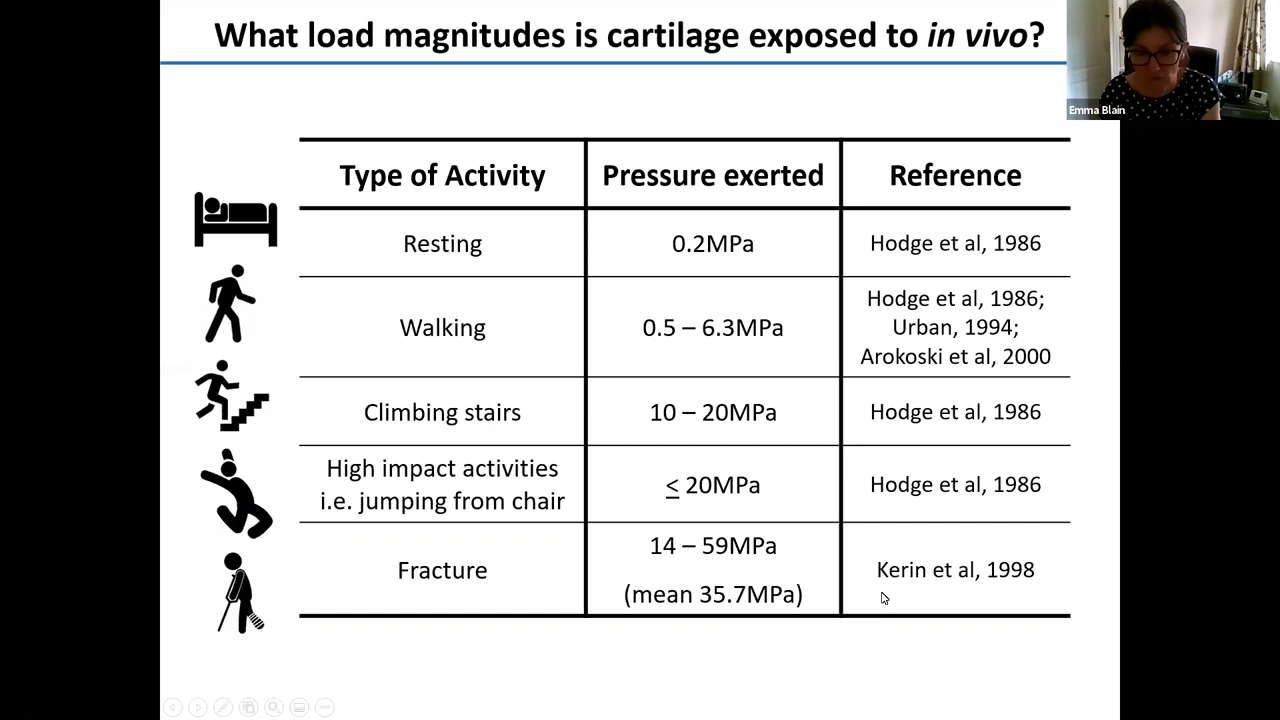 What load magnitudes is cartilage exposed to in vivo?
Emma Blain
Type of Activity
Pressure exerted
Reference
Resting
0.2MPa
Hodge et al, 1986
Walking
0.5 – 6.3MPa
Hodge et al, 1986;
Urban, 1994;
Arokoski et al, 2000
Climbing stairs
10 – 20MPa
Hodge et al, 1986
High impact activities
i.e. jumping from chair
≤ 20MPa
Hodge et al, 1986
Fracture
14 – 59MPa
(mean 35.7MPa)
Kerin et al, 1998